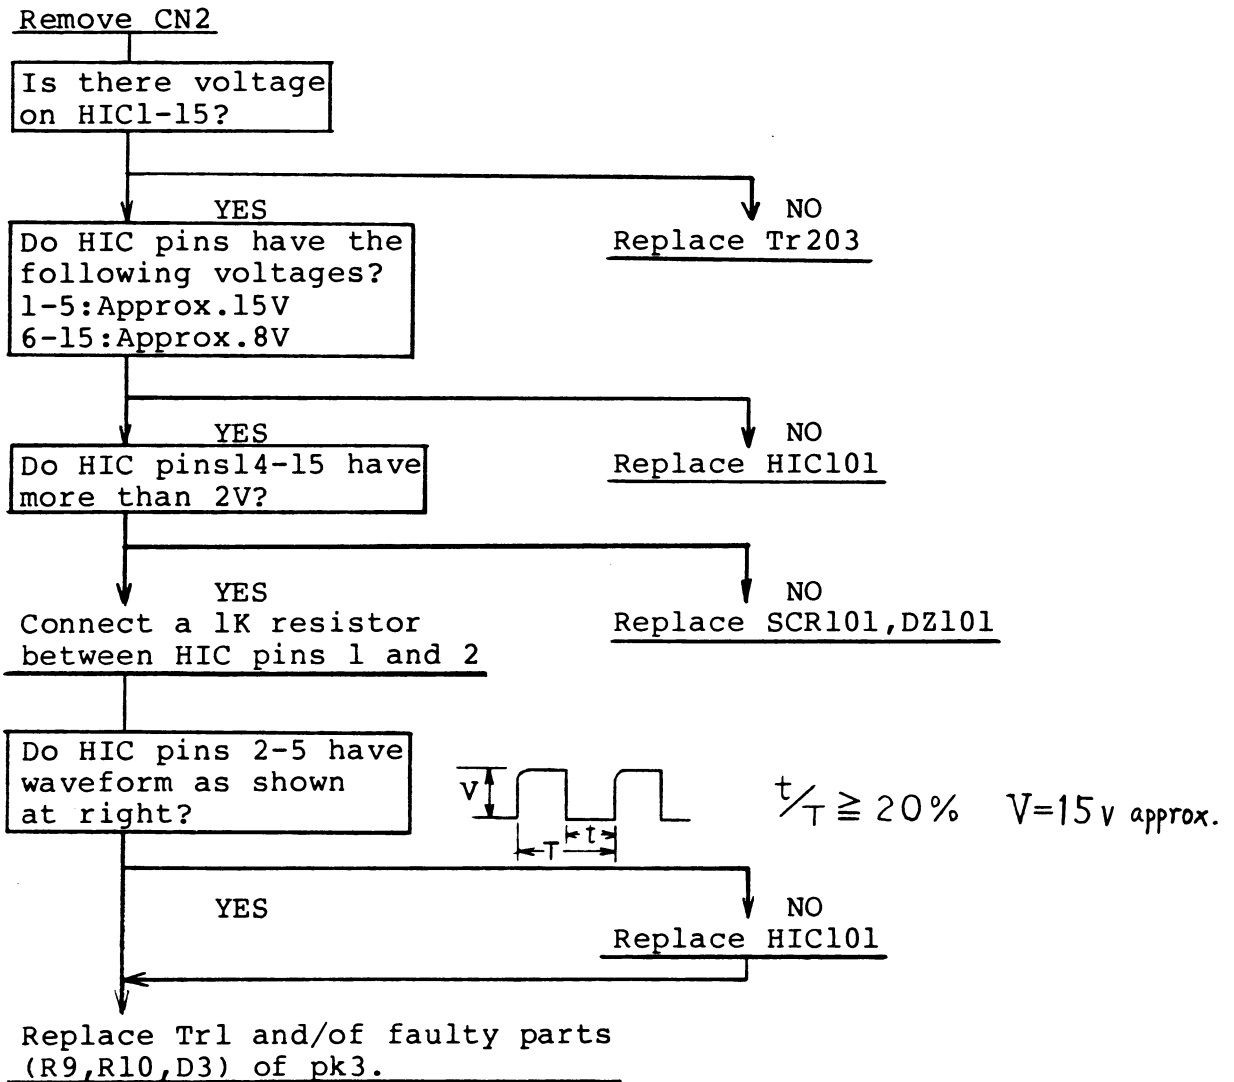 Remove CN2
Is there voltage
on HIC1-15?
YES
NO
Do HIC pins have the
following voltages?
1-5:Approx.15V
6-15:Approx.8V
Replace Tr203
YES
NO
Do HIC pins14-15 have
more than 2V?
Replace HIC101
YES
NO
Connect a 1K resistor
between HIC pins 1 and 2
Replace SCR101,DZ101
Do HIC pins 2-5 have
waveform as shown
at right?
V
t
T
t/T ≧ 20% V=15v approx.
YES
NO
Replace HIC101
Replace Tr1 and/of faulty parts
(R9,R10,D3) of pk3.